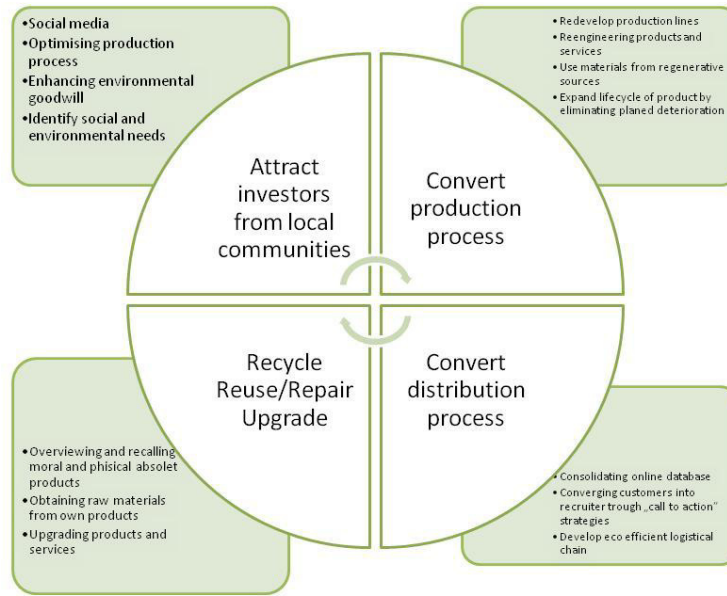 •Social media
•Optimising production
process
•Enhancing environmental
goodwill
•Identify social and
environmental needs
Attract
investors
from local
communities
•Redevelop production lines
•Reengineering products and
services
•Use materials from regenerative
sources
•Expand lifecycle of product by
eliminating planed deterioration
Convert
production
process
Recycle
Reuse/Repair
Upgrade
•Overviewing and recalling
moral and phisical absolet
products
•Obtaining raw materials
from own products
•Upgrading products and
services
Convert
distribution
process
•Consolidating online database
•Converging customers into
recruiter trough „call to action”
strategies
•Develop eco efficient logistical
chain